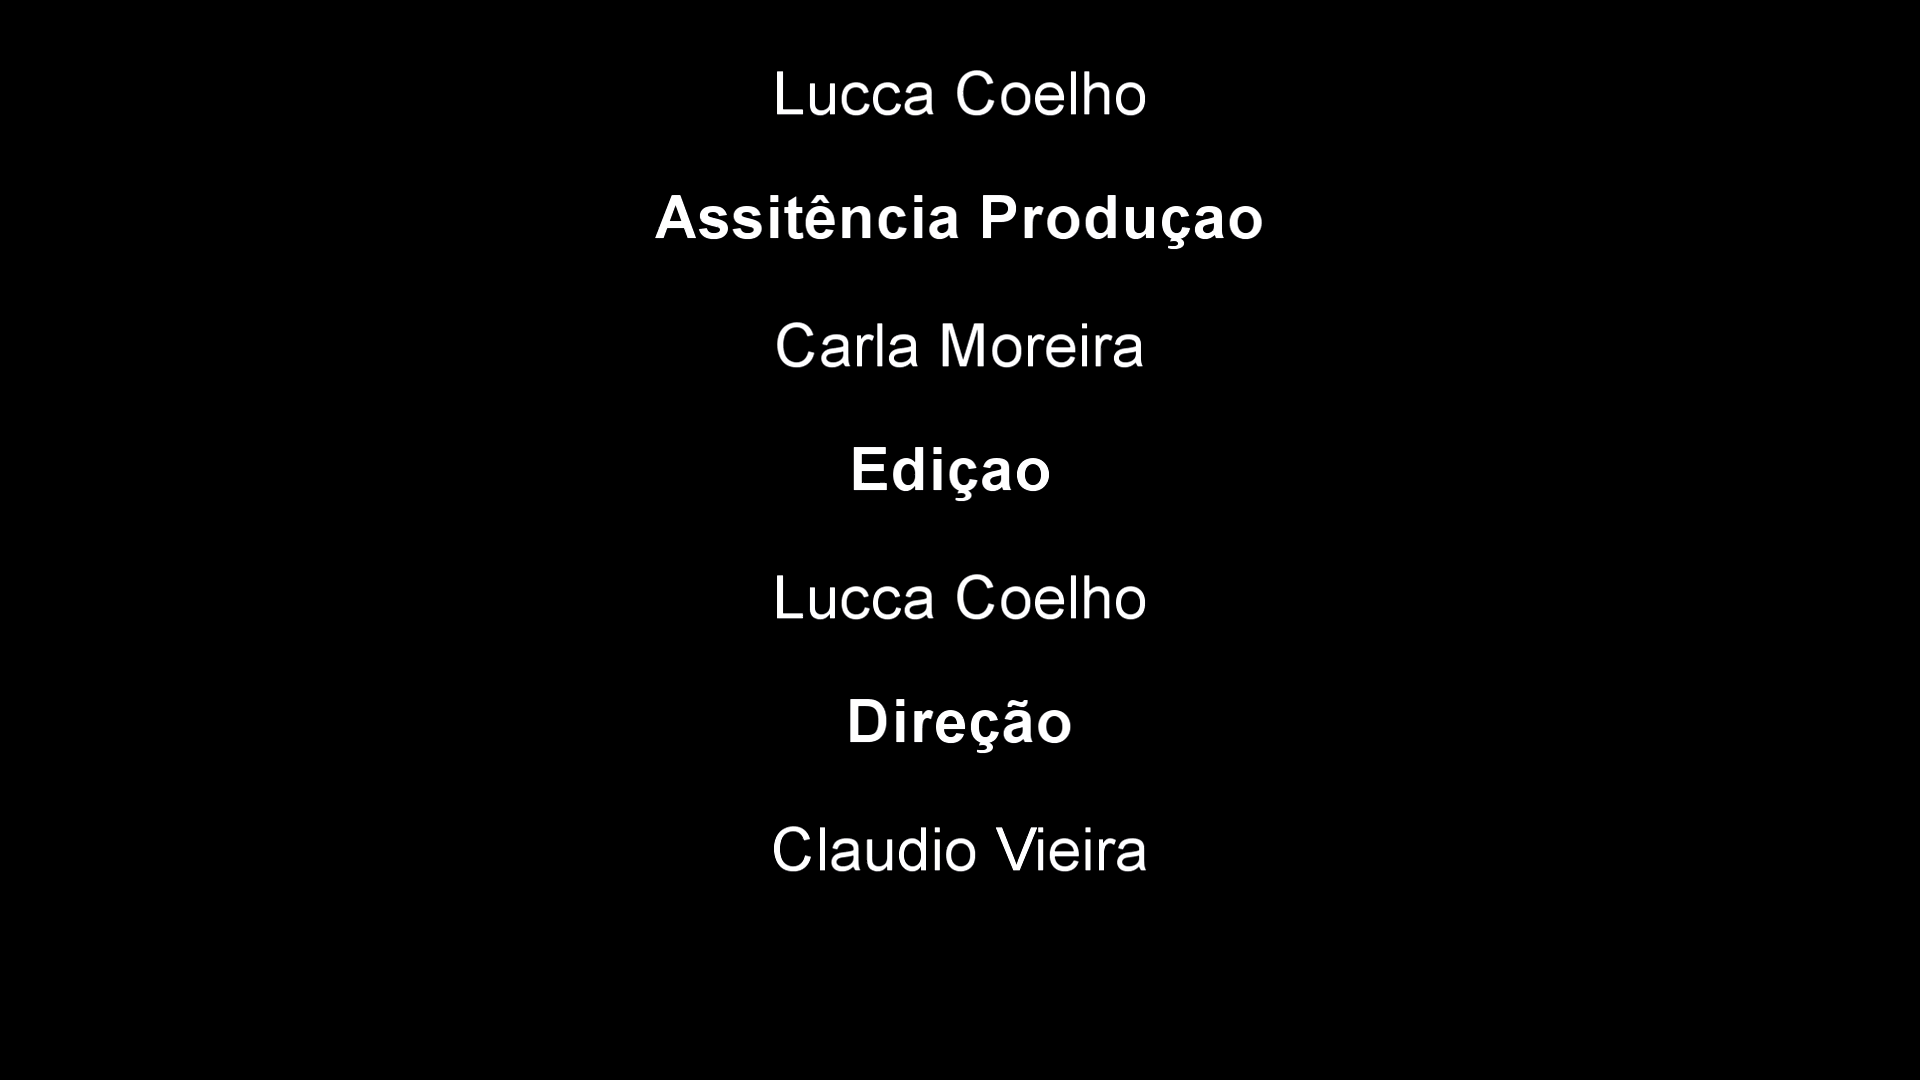 Lucca Coelho
Assitência Produçao
Carla Moreira
Ediçao
Lucca Coelho
Direção
Claudio Vieira